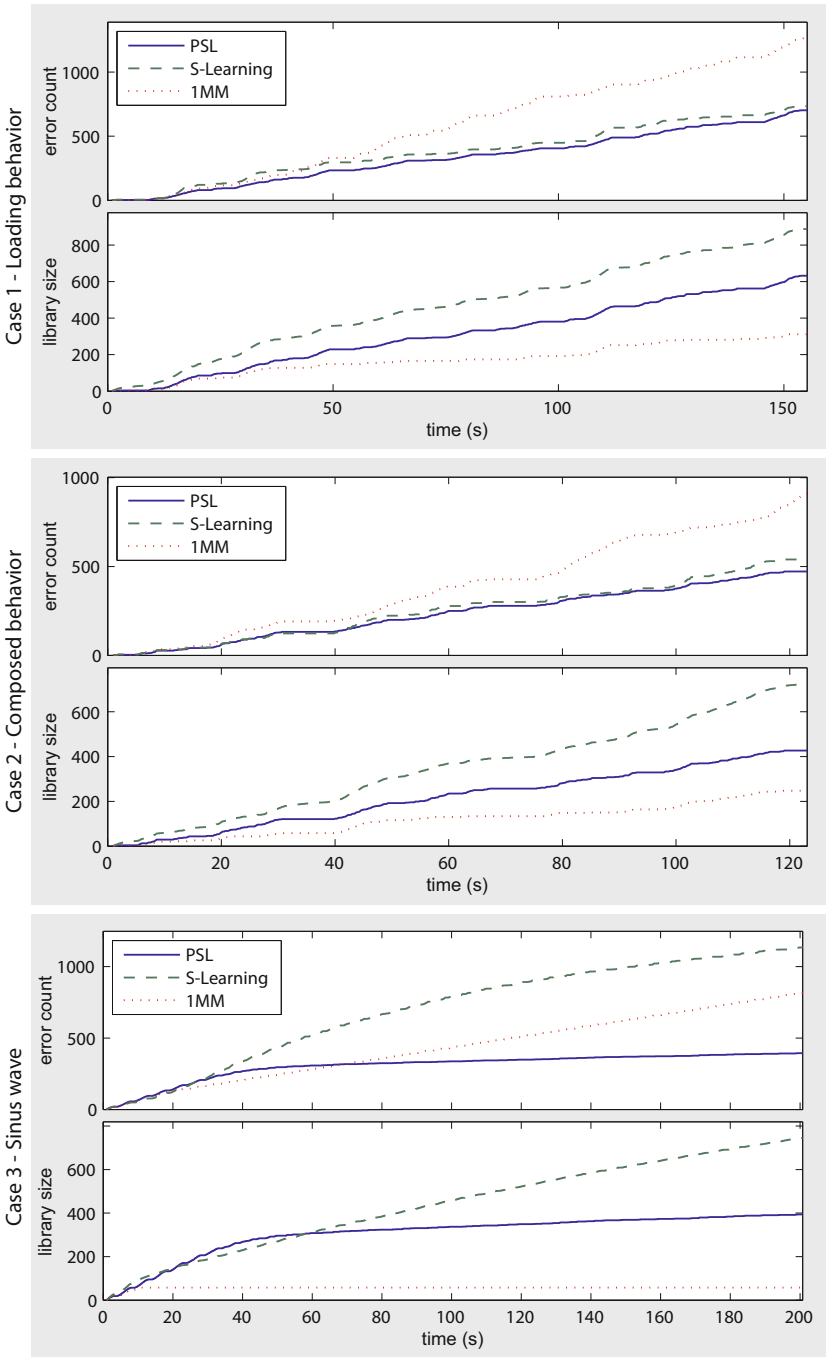 Case 1 - Loading behavior
error count
1000
500
0
PSL
S-Learning
1MM
library size
800
600
400
200
0
0 50 100 150
time (s)
Case 2 - Composed behavior
error count
1000
500
0
PSL
S-Learning
1MM
library size
600
400
200
0
0 20 40 60 80 100 120
time (s)
Case 3 - Sinus wave
error count
1000
500
0
PSL
S-Learning
1MM
library size
600
400
200
0
0 20 40 60 80 100 120 140 160 180 200
time (s)